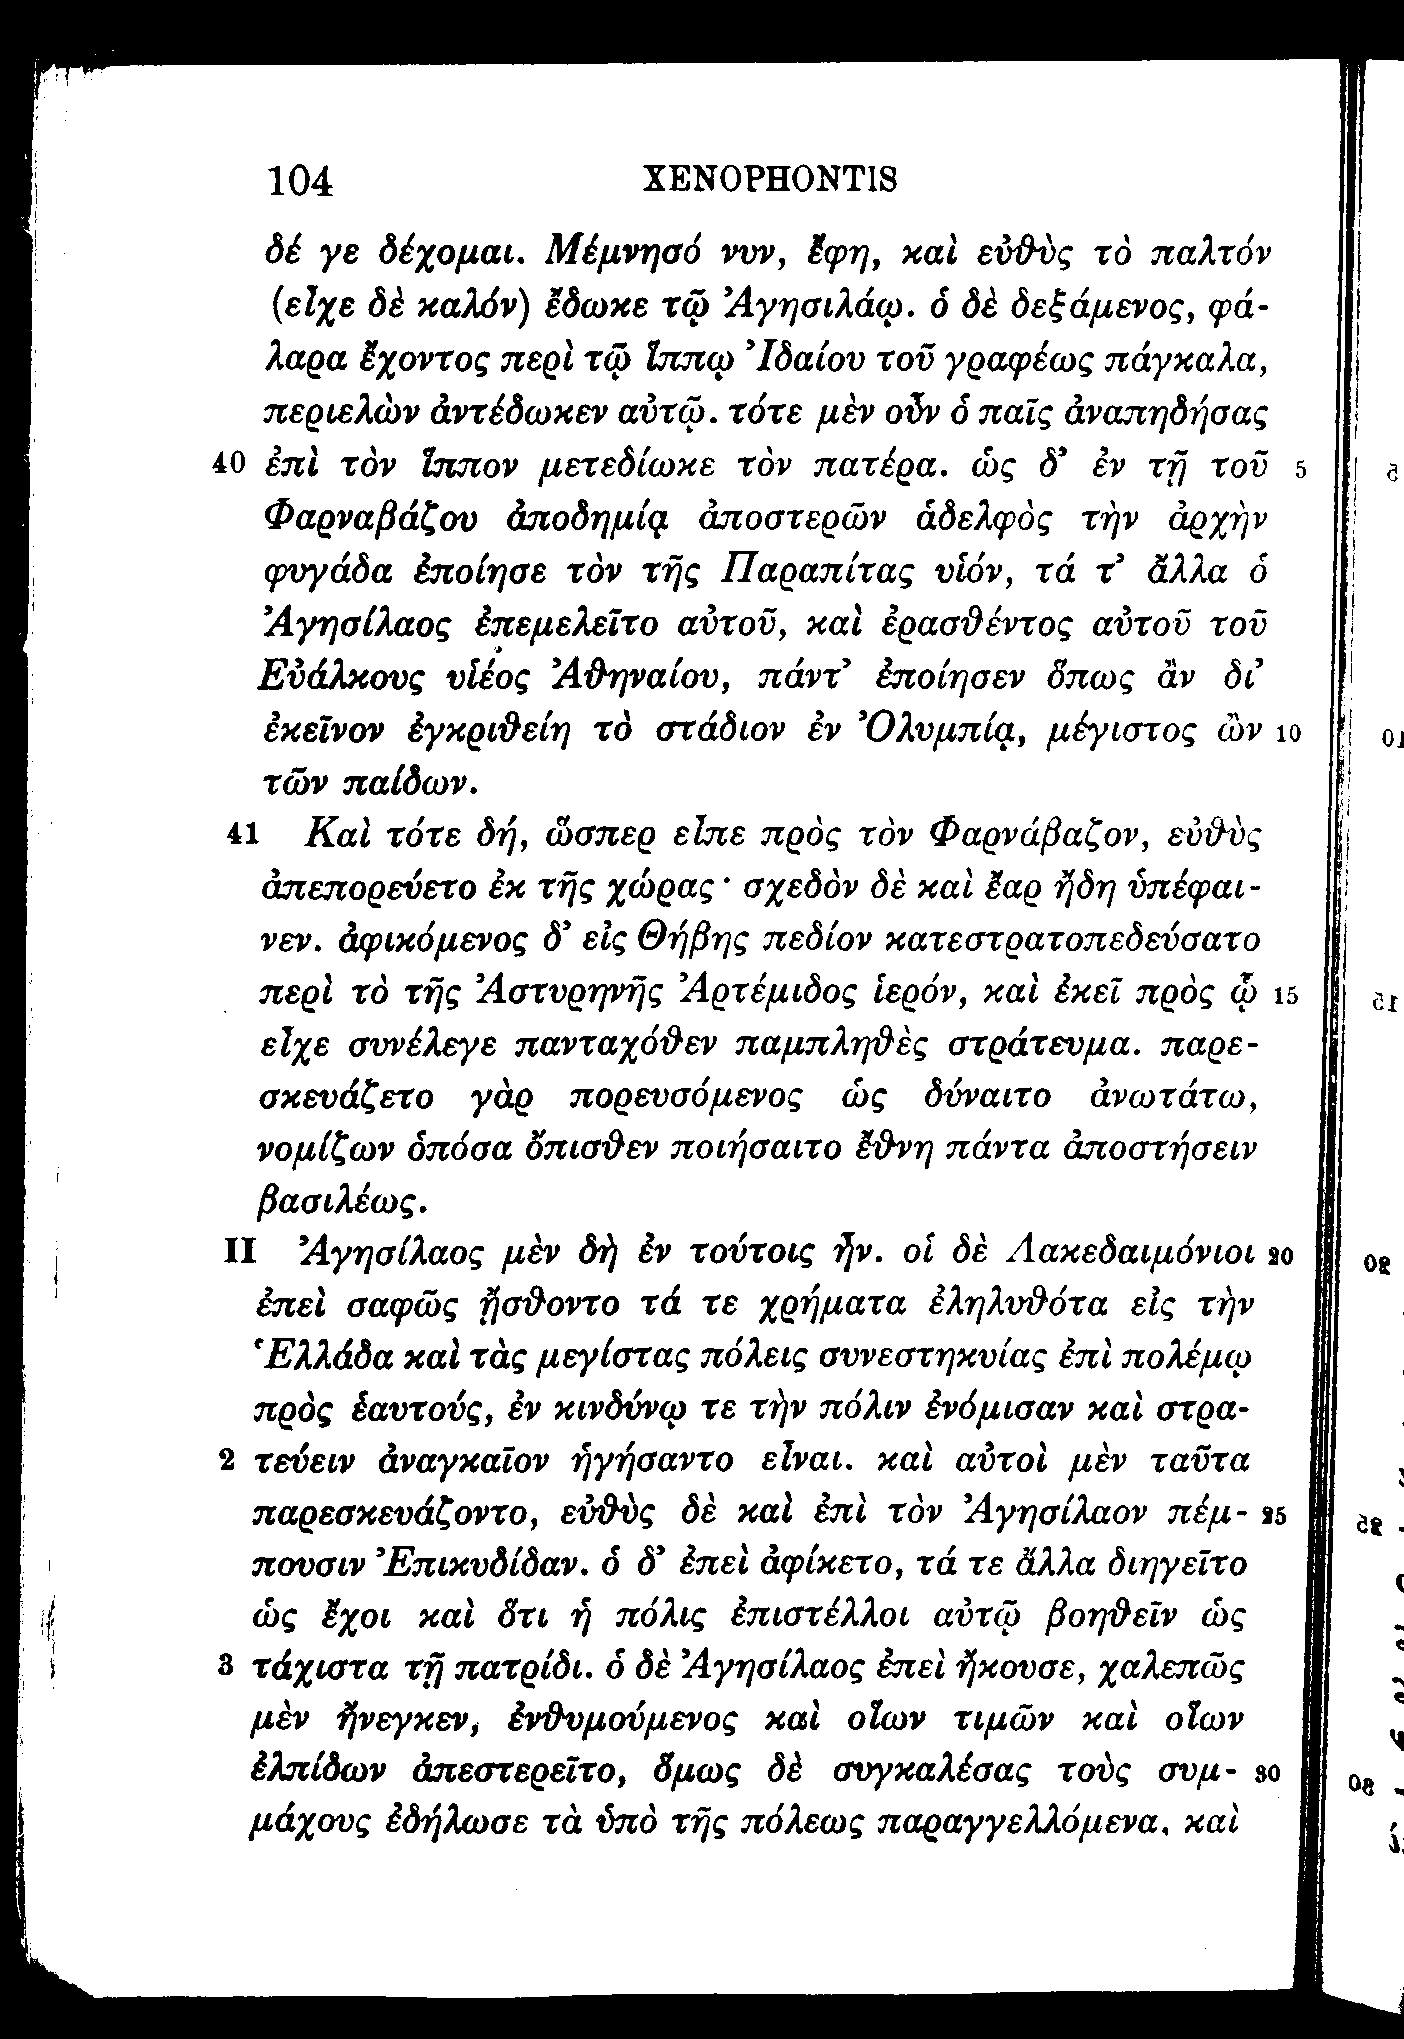 104 XENOPHONTIS
δέ γε δέχομαι. Μέμνησό νυν, ἔφη, καὶ εὐθὺς τὸ παλτόν
(εἶχε δὲ καλόν) ἔδωκε τῷ Ἀγησιλάῳ. ὁ δὲ δεξάμενος, φά-
λαρα ἔχοντος περὶ τῷ ἵππῳ Ἰδαίου τοῦ γραφέως πάγκαλα,
περιελὼν ἀντέδωκεν αὐτῷ. τότε μὲν οὖν ὁ παῖς ἀναπηδήσας
40 ἐπὶ τὸν ἵππον μετεδίωκε τὸν πατέρα. ὡς δ’ ἐν τῇ τοῦ 5
Φαρναβάζου ἀποδημίᾳ ἀποστερῶν ἁδελφὸς τὴν ἀρχὴν
φυγάδα ἐποίησε τὸν τῆς Παραπίτας υἱόν, τά τ’ ἄλλα ὁ
Ἀγησίλαος ἐπεμελεῖτο αὐτοῦ, καὶ ἐρασθέντος αὐτοῦ τοῦ
Εὐάλκους υἱέος Ἀθηναίου, πάντ’ ἐποίησεν ὅπως ἂν δι’
ἐκεῖνον ἐγκριθείη τὸ στάδιον ἐν Ὀλυμπίᾳ, μέγιστος ὢν 10
τῶν παίδων.
41 Καὶ τότε δή, ὥσπερ εἶπε πρὸς τὸν Φαρνάβαζον, εὐθὺς
ἀπεπορεύετο ἐκ τῆς χώρας· σχεδὸν δὲ καὶ ἔαρ ἤδη ὑπέφαι-
νεν. ἀφικόμενος δ’ εἰς Θήβης πεδίον κατεστρατοπεδεύσατο
περὶ τὸ τῆς Ἀστυρηνῆς Ἀρτέμιδος ἱερόν, καὶ ἐκεῖ πρὸς ᾧ 15
εἶχε συνέλεγε πανταχόθεν παμπληθὲς στράτευμα. παρε-
σκευάζετο γὰρ πορευσόμενος ὡς δύναιτο ἀνωτάτω,
νομίζων ὁπόσα ὄπισθεν ποιήσαιτο ἔθνη πάντα ἀποστήσειν
βασιλέως.
II Ἀγησίλαος μὲν δὴ ἐν τούτοις ἦν. οἱ δὲ Λακεδαιμόνιοι 20
ἐπεὶ σαφῶς ᾔσθοντο τά τε χρήματα ἐληλυθότα εἰς τὴν
Ἑλλάδα καὶ τὰς μεγίστας πόλεις συνεστηκυίας ἐπὶ πολέμῳ
πρὸς ἑαυτούς, ἐν κινδύνῳ τε τὴν πόλιν ἐνόμισαν καὶ στρα-
2 τεύειν ἀναγκαῖον ἡγήσαντο εἶναι. καὶ αὐτοὶ μὲν ταῦτα
παρεσκευάζοντο, εὐθὺς δὲ καὶ ἐπὶ τὸν Ἀγησίλαον πέμ- 25
πουσιν Ἐπικυδίδαν. ὁ δ’ ἐπεὶ ἀφίκετο, τά τε ἄλλα διηγεῖτο
ὡς ἔχοι καὶ ὅτι ἡ πόλις ἐπιστέλλοι αὐτῷ βοηθεῖν ὡς
3 τάχιστα τῇ πατρίδι. ὁ δὲ Ἀγησίλαος ἐπεὶ ἤκουσε, χαλεπῶς
μὲν ἤνεγκεν, ἐνθυμούμενος καὶ οἵων τιμῶν καὶ οἵων
ἐλπίδων ἀπεστερεῖτο, ὅμως δὲ συγκαλέσας τοὺς συμ- 30
μάχους ἐδήλωσε τὰ ὑπὸ τῆς πόλεως παραγγελλόμενα, καὶ